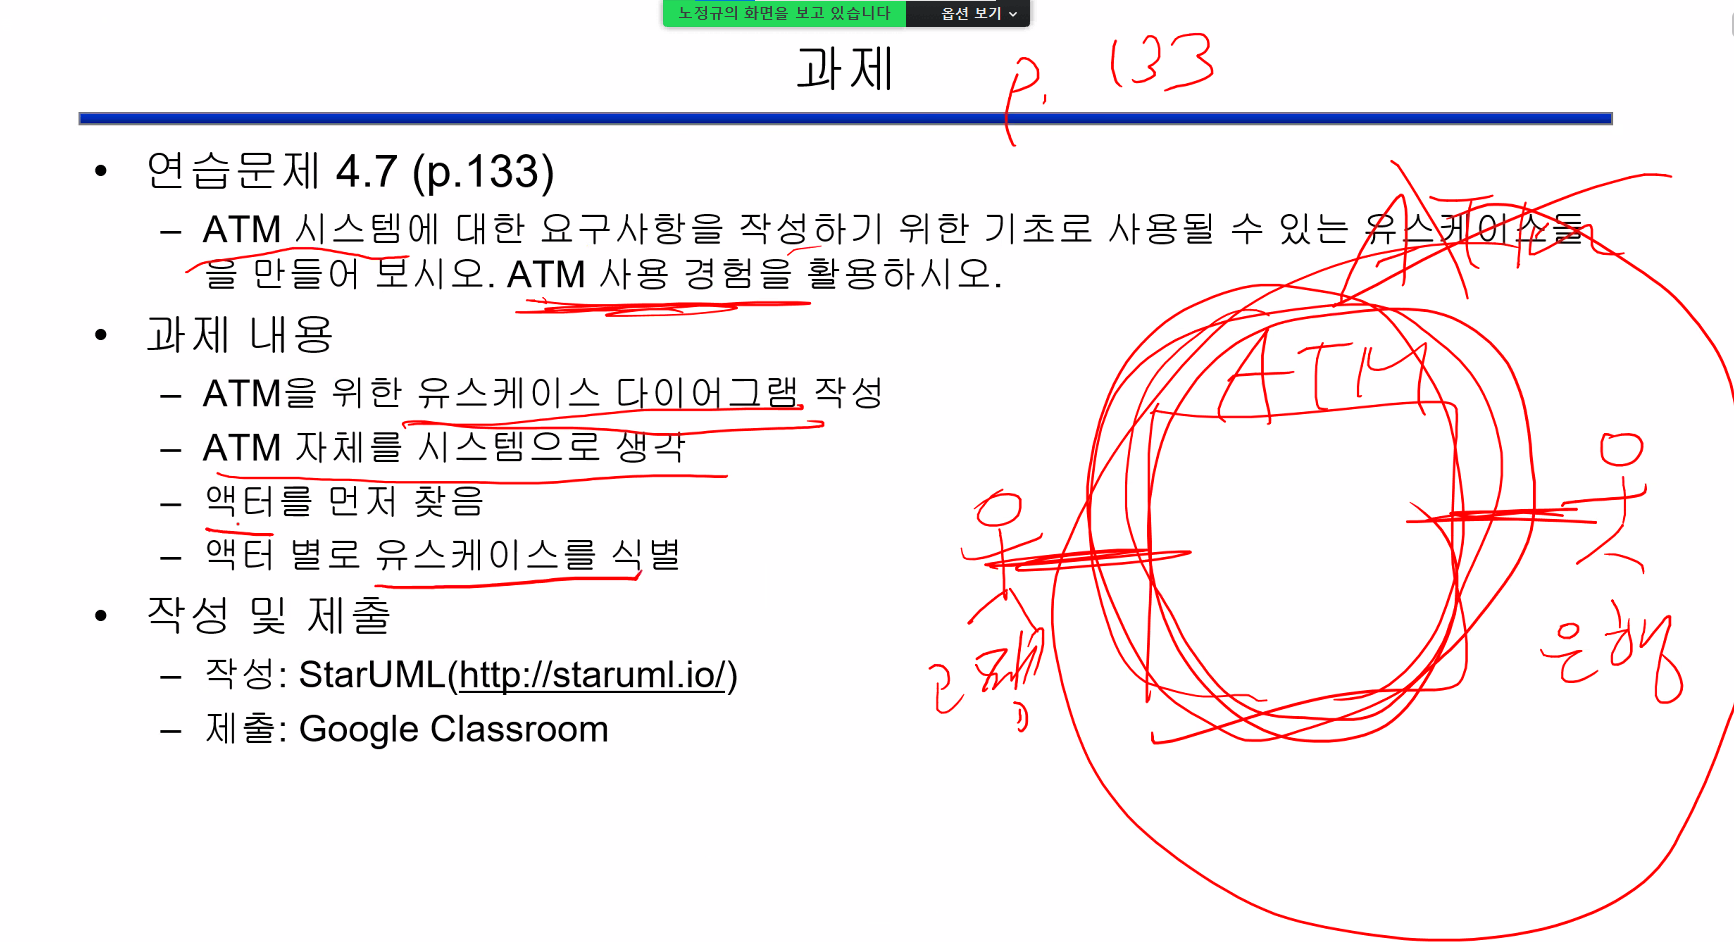 노정규의 화면을 보고 있습니다 옵션 보기
과제
p. 133
• 연습문제 4.7 (p.133)
– ATM 시스템에 대한 요구사항을 작성하기 위한 기초로 사용될 수 있는 유스케이스들
을 만들어 보시오. ATM 사용 경험을 활용하시오.
• 과제 내용
– ATM을 위한 유스케이스 다이어그램 작성
– ATM 자체를 시스템으로 생각
– 액터를 먼저 찾음
– 액터 별로 유스케이스를 식별
• 작성 및 제출
– 작성: StarUML(http://staruml.io/)
– 제출: Google Classroom
ATM
은행